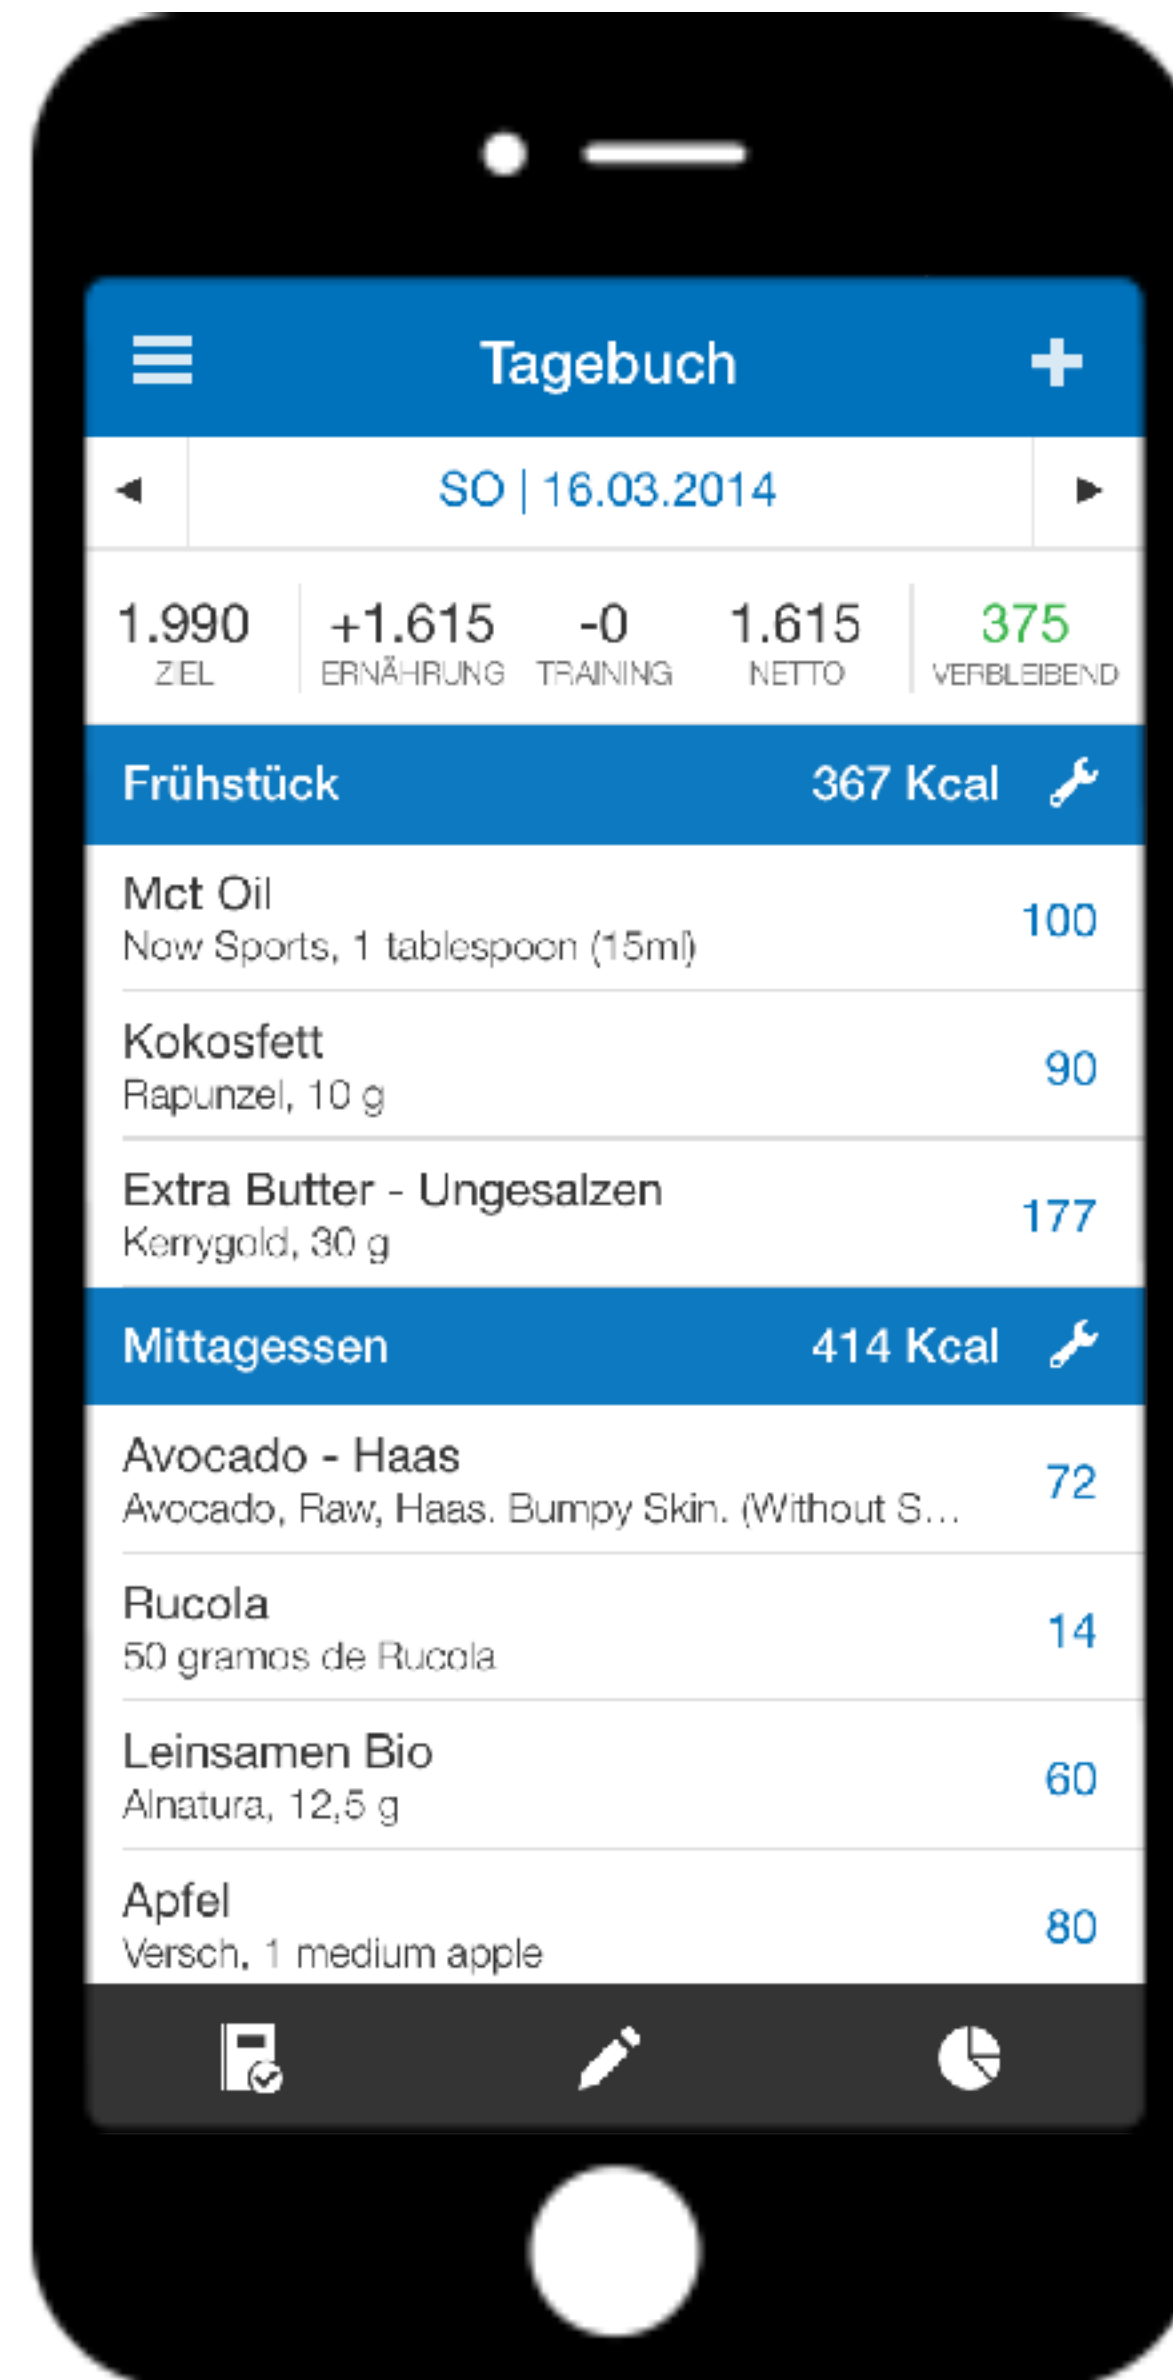 Tagebuch
SO | 16.03.2014
1.990 +1.615 -0 1.615 375
ZIEL ERNÄHRUNG TRAINING NETTO VERBLEIBEND
Frühstück 367 Kcal
Mct Oil
Now Sports, 1 tablespoon (15ml) 100
Kokosfett
Rapunzel, 10 g 90
Extra Butter - Ungesalzen
Kerrygold, 30 g 177
Mittagessen 414 Kcal
Avocado - Haas
Avocado, Raw, Haas. Bumpy Skin. (Without S... 72
Rucola
50 gramos de Rucola 14
Leinsamen Bio
Alnatura, 12,5 g 60
Apfel
Versch, 1 medium apple 80